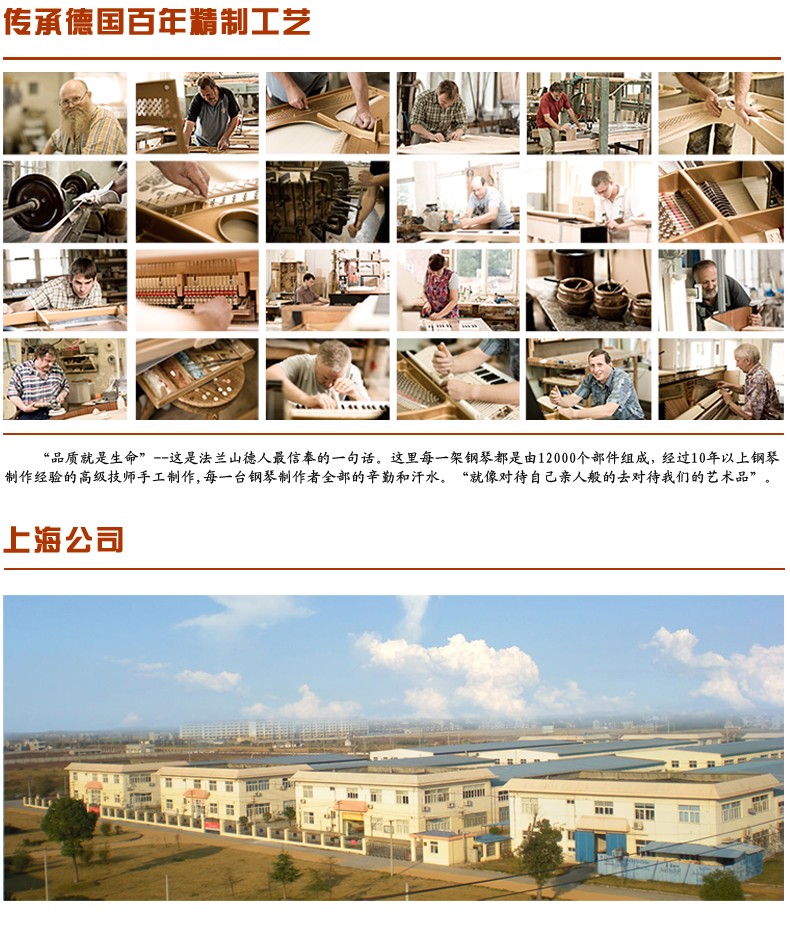 传承德国百年精制工艺
“品质就是生命”--这是法兰山德人最信奉的一句话。这里每一架钢琴都是由12000个部件组成, 经过10年以上钢琴
制作经验的高级技师手工制作,每一台钢琴制作者全部的辛勤和汗水。“就像对待自己亲人般的去对待我们的艺术品”。
上海公司